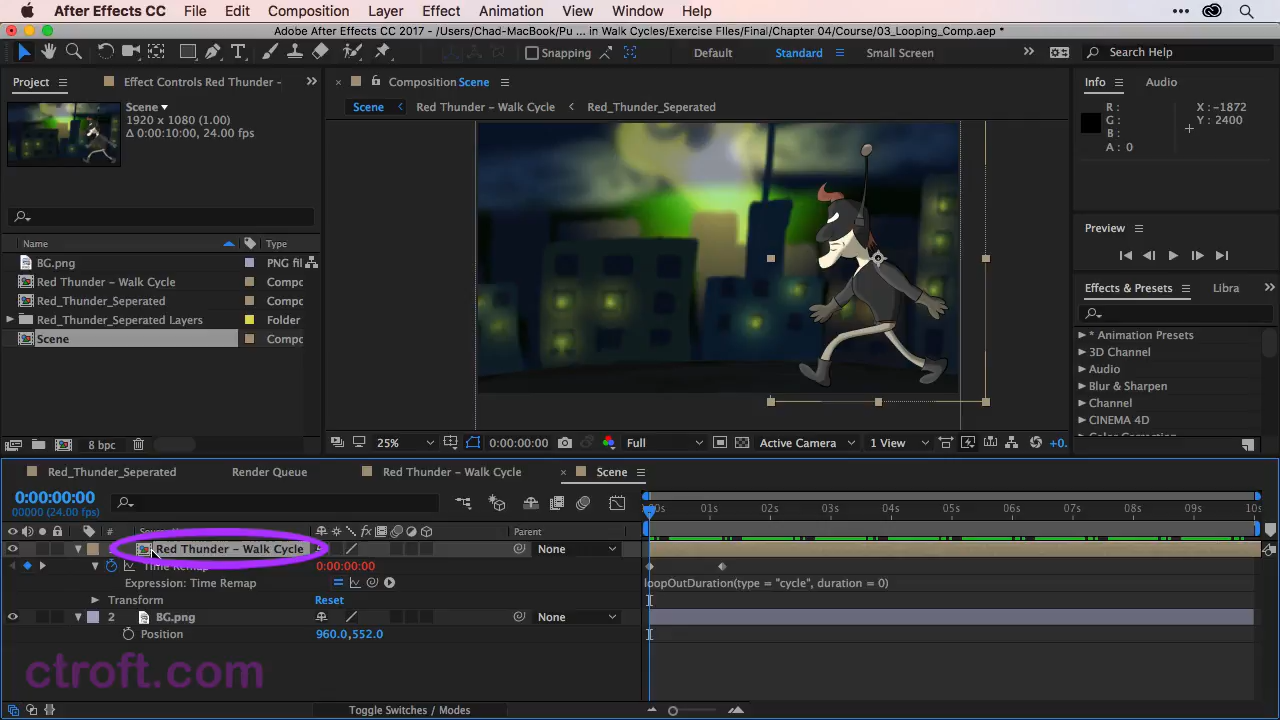 After Effects CC File Edit Composition Layer Effect Animation View Window Help
After Effects CC 2017 - /Users/Chad-MacBook/Pu ... in Walk Cycles/Exercise FIles/Final/Chapter 04/Course/03_Looping_Comp.aep *
Snapping Default Standard Small Screen Search Help
Project Effect Controls Red Thunder - Composition Scene Info Audio
Scene
1920 x 1080 (1.00)
Δ 0:00:10:00, 24.00 fps)
Scene Red Thunder - Walk Cycle Red_Thunder_Seperated
R: X: -1872
G: Y: 2400
B:
A: 0
Preview
Name Type
BG.png PNG fil
Red Thunder - Walk Cycle Compo
Red_Thunder_Seperated Compo
Red_Thunder_Seperated Layers Folder
Scene Compo
Effects & Presets Libra
* Animation Presets
3D Channel
Audio
Blur & Sharpen
Channel
CINEMA 4D
8 bpc 25% 0:00:00:00 Full Active Camera 1 View +0.
Red_Thunder_Seperated Render Queue Red Thunder - Walk Cycle Scene
0:00:00:00
00000 (24.00 fps)
:00s 01s 02s 03s 04s 05s 06s 07s 08s 09s 10s
# Parent
Red Thunder - Walk Cycle None
Time Remap 0:00:00:00
Expression: Time Remap loopOutDuration(type = "cycle", duration = 0)
Transform Reset
2 BG.png None
Position 960.0,552.0
ctroft.com
Toggle Switches / Modes